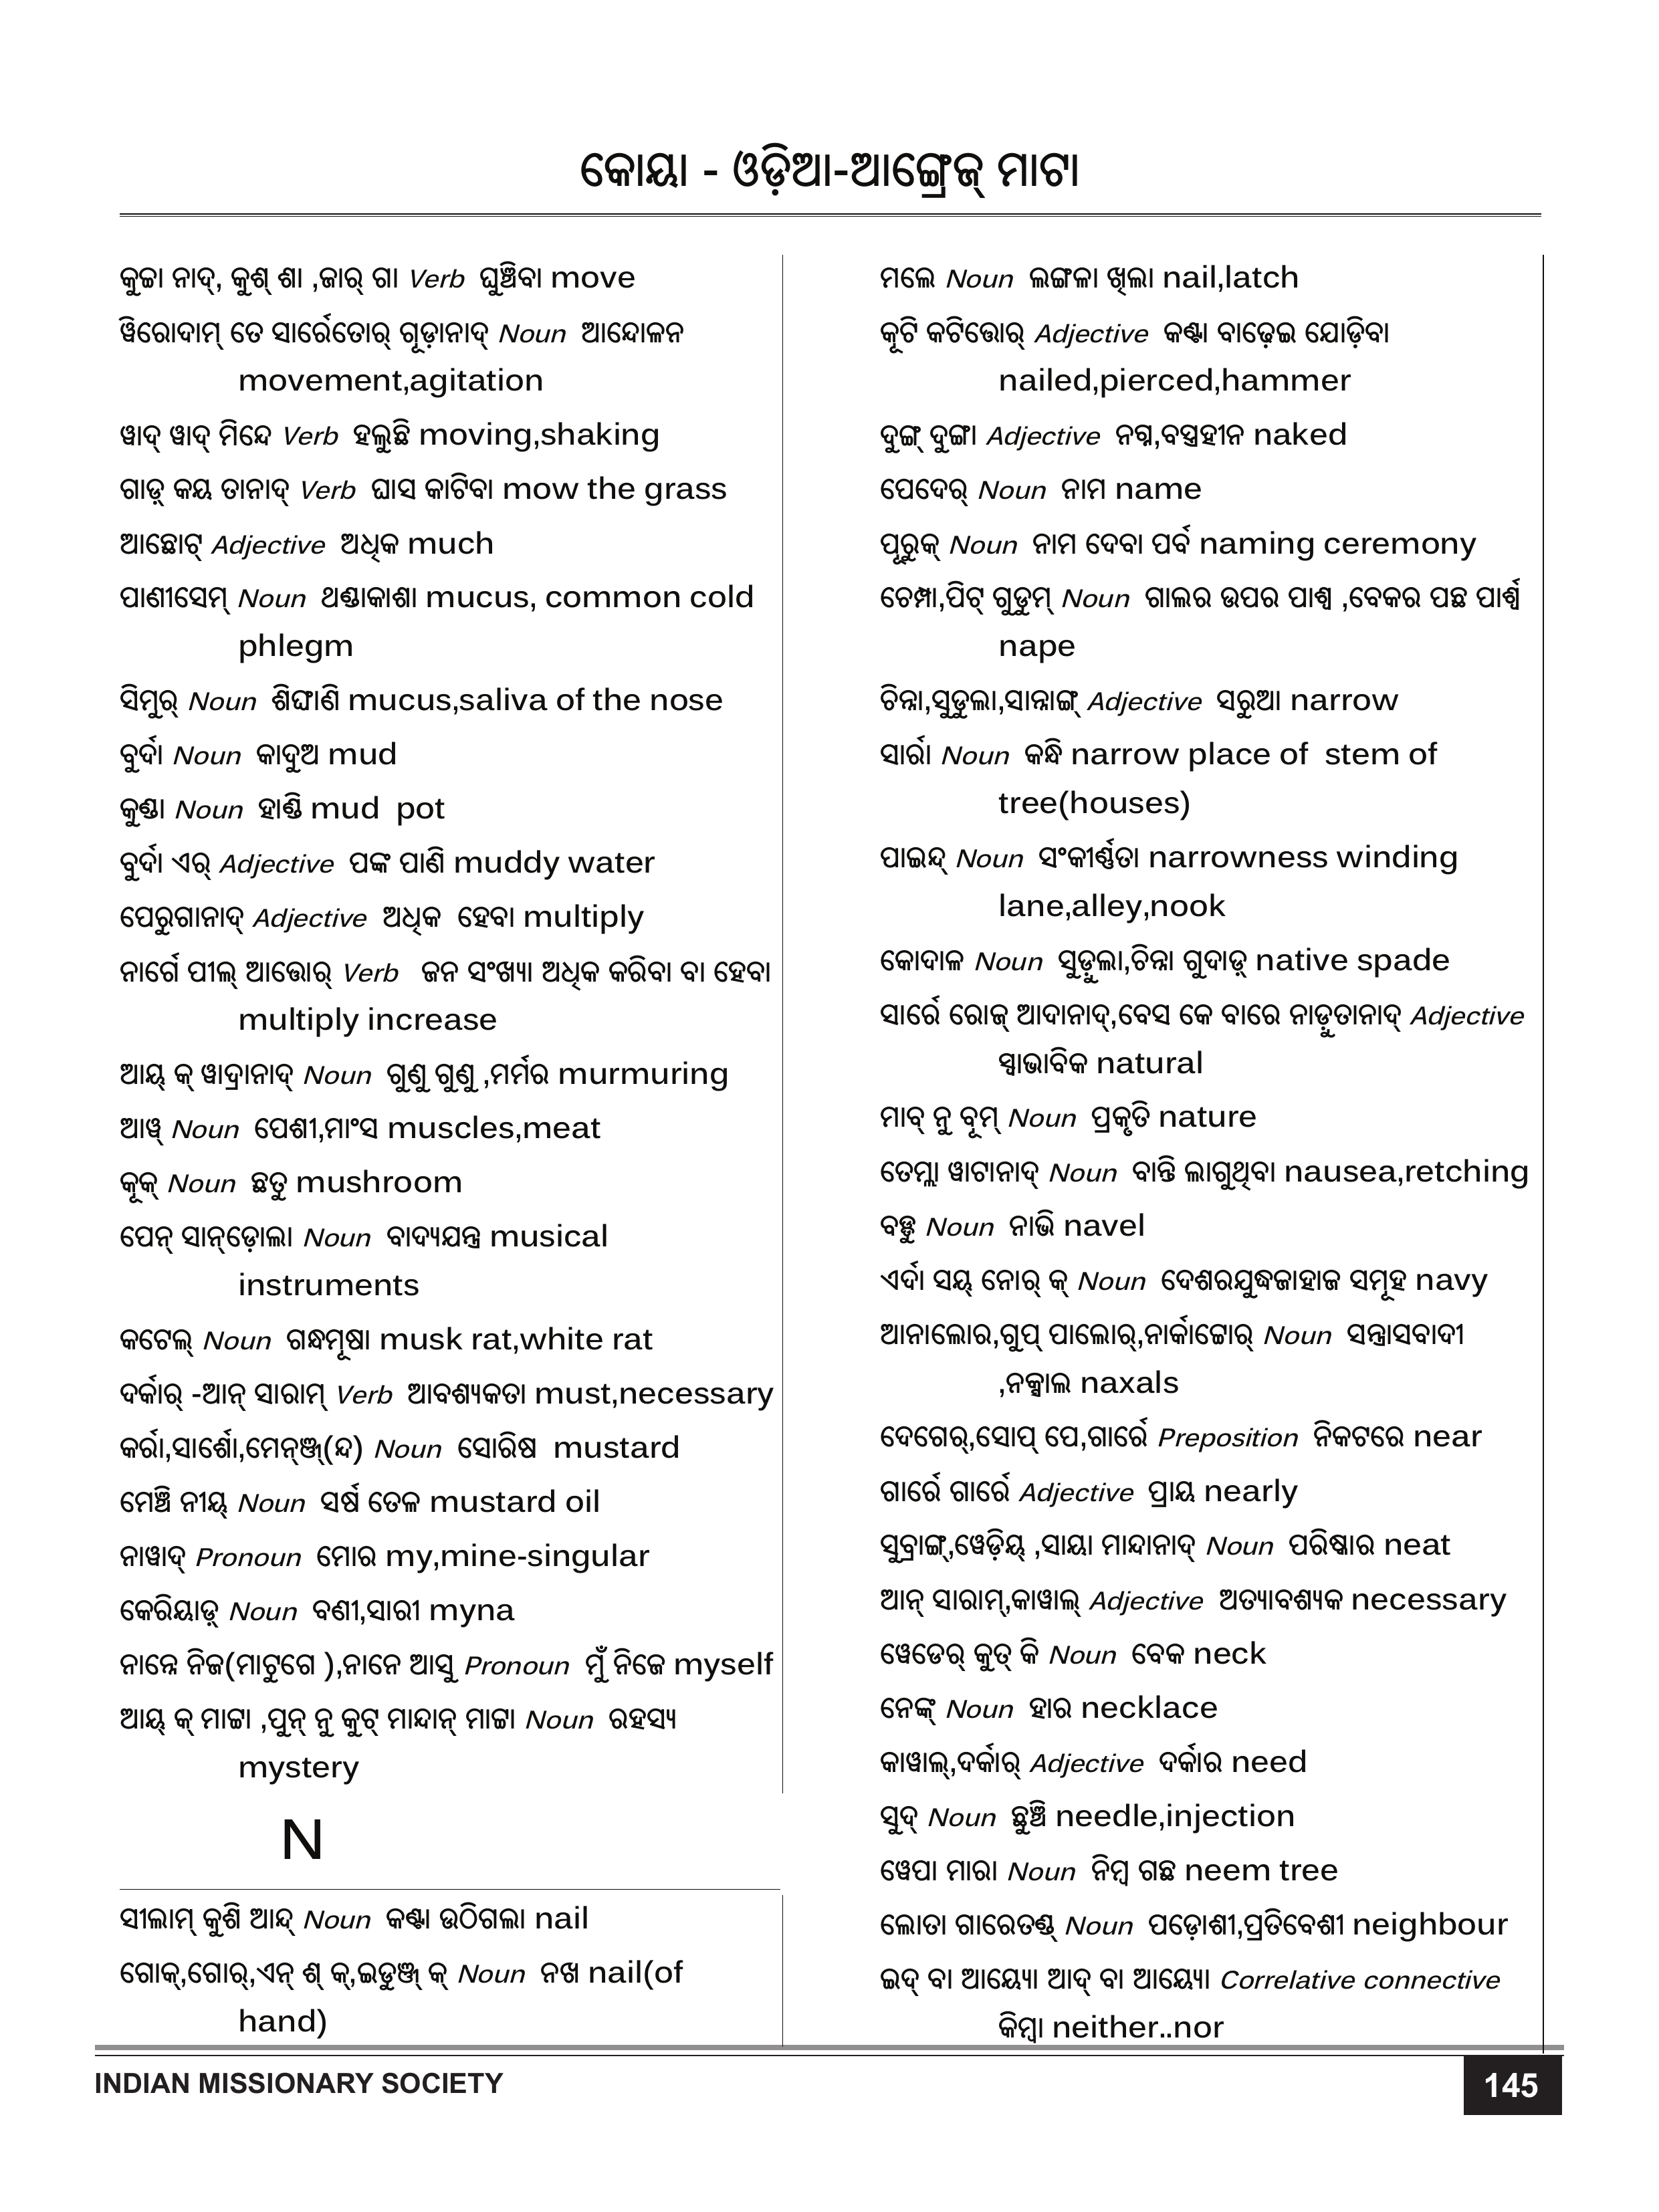 କୋୟା - ଓଡ଼ିଆ-ଆଙ୍ଗ୍ରେଜ୍ ମାଟା
କୁଚ୍ଚା ନାଦ୍, କୁଶ୍ ଶା ,ଜାର୍ ଗା Verb ଘୁଞ୍ଚିବା move
ୱିରୋଦାମ୍ ତେ ସାର୍ରେତୋର୍ ଗୂଡ଼ାନାଦ୍ Noun ଆନ୍ଦୋଳନ
movement,agitation
ୱାଦ୍ ୱାଦ୍ ମିନ୍ଦେ Verb ହଲୁଛି moving,shaking
ଗାଡ଼୍ କୟ ତାନାଦ୍ Verb ଘାସ କାଟିବା mow the grass
ଆଛୋଟ୍ Adjective ଅଧିକ much
ପାଣୀସେମ୍ Noun ଥଣ୍ଡାକାଶା mucus, common cold
phlegm
ସିମୁର୍ Noun ଶିଙ୍ଘାଣି mucus,saliva of the nose
ବୁର୍ଦା Noun କାଦୁଅ mud
କୁଣ୍ଡା Noun ହାଣ୍ଡି mud pot
ବୁର୍ଦା ଏର୍ Adjective ପଙ୍କ ପାଣି muddy water
ପେରୁଗାନାଦ୍ Adjective ଅଧିକ ହେବା multiply
ନାର୍ଗେ ପୀଲ୍ ଆତ୍ତୋର୍ Verb ଜନ ସଂଖ୍ୟା ଅଧିକ କରିବା ବା ହେବା
multiply increase
ଆୟ୍ କ୍ ୱାଦ୍ରାନାଦ୍ Noun ଗୁଣୁ ଗୁଣୁ ,ମର୍ମର murmuring
ଆୱ୍ Noun ପେଶୀ,ମାଂସ muscles,meat
କୂକ୍ Noun ଛତୁ mushroom
ପେନ୍ ସାନ୍‌ଡ଼ୋଲା Noun ବାଦ୍ୟଯନ୍ତ୍ର musical
instruments
କଟେଲ୍ Noun ଗନ୍ଧମୂଷା musk rat,white rat
ଦର୍କାର୍ -ଆନ୍ ସାରାମ୍ Verb ଆବଶ୍ୟକତା must,necessary
କର୍ରା,ସାର୍ଶୋ,ମେନ୍‌ଞ୍ଜ୍(ନ୍ଦ) Noun ସୋରିଷ mustard
ମେଞ୍ଚି ନୀୟ୍ Noun ସର୍ଷ ତେଳ mustard oil
ନାୱାଦ୍ Pronoun ମୋର my,mine-singular
କେରିୟାଡ଼୍ Noun ବଣୀ,ସାରୀ myna
ନାନ୍ନେ ନିଜ(ମାଟୁଗେ ),ନାନେ ଆସୁ Pronoun ମୁଁ ନିଜେ myself
ଆୟ୍ କ୍ ମାଟ୍ଟା ,ପୁନ୍ ନୁ କୁଟ୍ ମାନ୍ଦାନ୍ ମାଟ୍ଟା Noun ରହସ୍ୟ
mystery
N
ସୀଲାମ୍ କୁଶି ଆନ୍ଦ୍ Noun କଣ୍ଟା ଉଠିଗଲା nail
ଗୋକ୍,ଗୋର୍,ଏନ୍ ଶ୍ କ୍,ଇଡୁଞ୍ଜ୍ କ୍ Noun ନଖ nail(of
hand)
ମଲେ Noun ଲଙ୍ଗଳା ଖିଲା nail,latch
କୂଟି କଟିତ୍ତୋର୍ Adjective କଣ୍ଟା ବାଡ଼େଇ ଯୋଡ଼ିବା
nailed,pierced,hammer
ଦୁଙ୍ଗ୍ ଦୁଙ୍ଗା Adjective ନଗ୍ନ,ବସ୍ତ୍ରହୀନ naked
ପେଦେର୍ Noun ନାମ name
ପୂରୁକ୍ Noun ନାମ ଦେବା ପର୍ବ naming ceremony
ଚେମ୍ପା,ପିଟ୍ ଗୁଡୁମ୍ Noun ଗାଲର ଉପର ପାଶ୍ୱ ,ବେକର ପଛ ପାର୍ଶ୍ୱ
nape
ଚିନ୍ନା,ସୁଡୁଲା,ସାନ୍ନାଙ୍ଗ୍ Adjective ସରୁଆ narrow
ସାର୍ରା Noun କନ୍ଧି narrow place of stem of
tree(houses)
ପାଇନ୍ଦ୍ Noun ସଂକୀର୍ଣ୍ଣତା narrowness winding
lane,alley,nook
କୋଦାଳ Noun ସୁଡୁଲା,ଚିନ୍ନା ଗୁଦାଡ଼୍ native spade
ସାର୍ରେ ରୋଜ୍ ଆଦାନାଦ୍,ବେସ କେ ବାରେ ନାଡୁତାନାଦ୍ Adjective
ସ୍ୱାଭାବିକ natural
ମାବ୍ ନୁ ବୂମ୍ Noun ପ୍ରକୃତି nature
ତେମ୍ଲା ୱାଟାନାଦ୍ Noun ବାନ୍ତି ଲାଗୁଥିବା nausea,retching
ବଡ୍ଡୁ Noun ନାଭି navel
ଏର୍ଦା ସୟ୍ ନୋର୍ କ୍ Noun ଦେଶରଯୁଦ୍ଧଜାହାଜ ସମୂହ navy
ଆନାଲୋର,ଗୁପ୍ ପାଲୋର୍,ନାର୍କାଟ୍ଟୋର୍ Noun ସନ୍ତ୍ରାସବାଦୀ
,ନକ୍ସାଲ naxals
ଦେଗେର୍,ସୋପ୍ ପେ,ଗାର୍ରେ Preposition ନିକଟରେ near
ଗାର୍ରେ ଗାର୍ରେ Adjective ପ୍ରାୟ nearly
ସୁବ୍ରାଙ୍ଗ୍,ୱେଡ଼ିୟ୍ ,ସାୟା ମାନ୍ଦାନାଦ୍ Noun ପରିଷ୍କାର neat
ଆନ୍ ସାରାମ୍,କାୱାଲ୍ Adjective ଅତ୍ୟାବଶ୍ୟକ necessary
ୱେଡେର୍ କୁତ୍ କି Noun ବେକ neck
ନେଙ୍କ୍ Noun ହାର necklace
କାୱାଲ୍,ଦର୍କାର୍ Adjective ଦର୍କାର need
ସୁଦ୍ Noun ଛୁଞ୍ଚି needle,injection
ୱେପା ମାରା Noun ନିମ୍ବ ଗଛ neem tree
ଲୋତା ଗାରେତଣ୍ଡ୍ Noun ପଡ଼ୋଶୀ,ପ୍ରତିବେଶୀ neighbour
ଇଦ୍ ବା ଆୟ୍ୟୋ ଆଦ୍ ବା ଆୟ୍ୟୋ Correlative connective
କିମ୍ବା neither..nor
INDIAN MISSIONARY SOCIETY
145